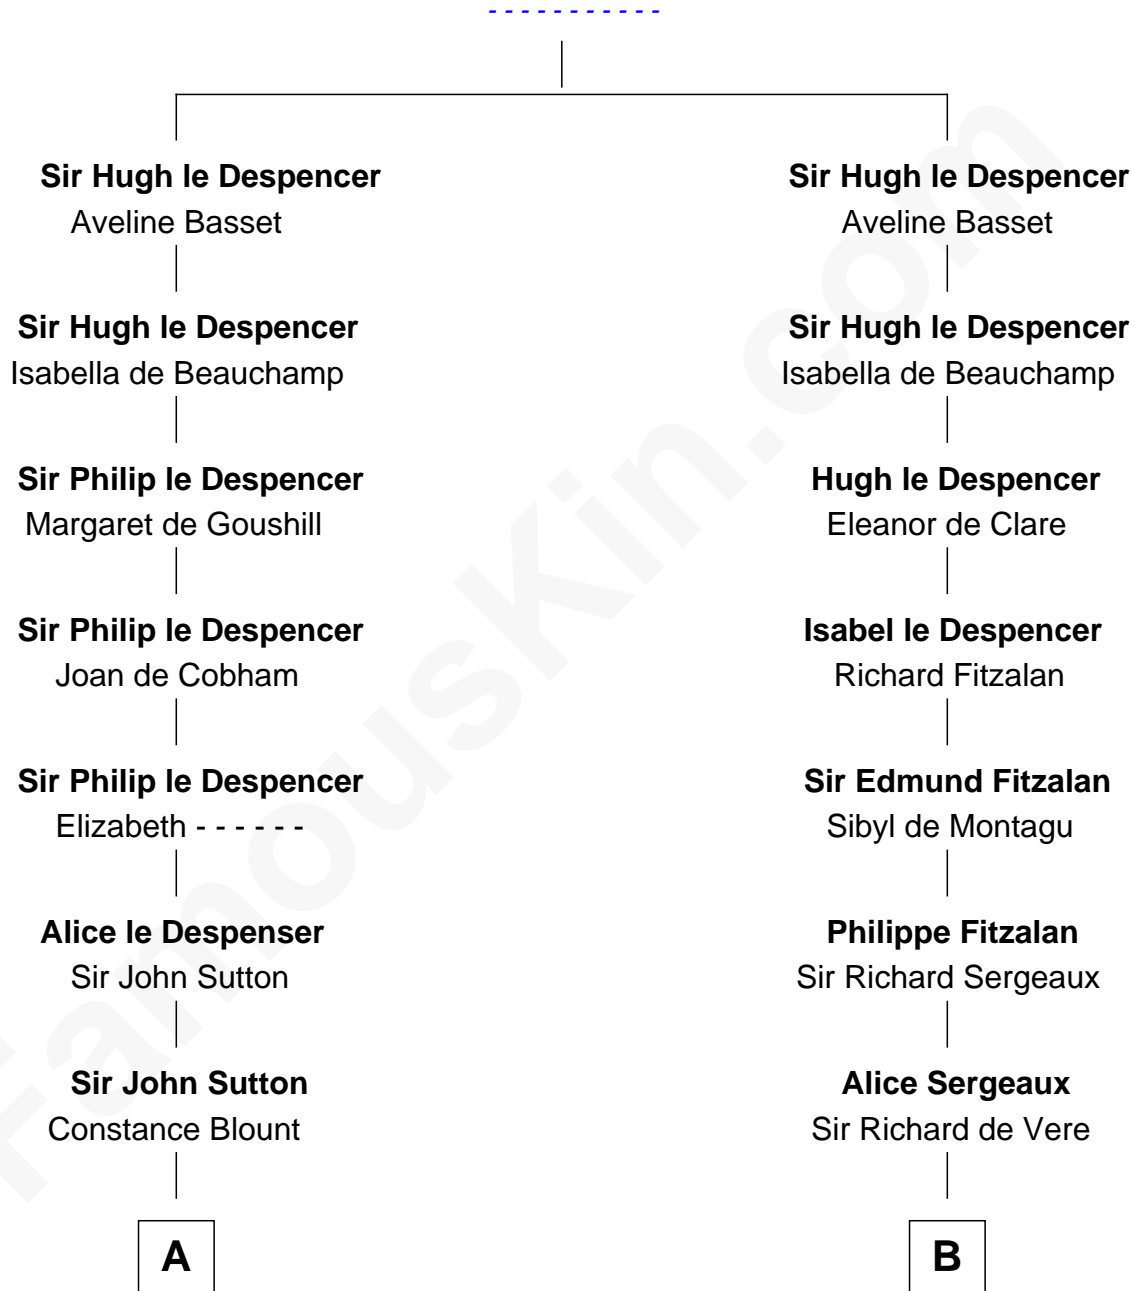 - - - - - - - - - - -
Sir Hugh le Despencer
Aveline Basset
Sir Hugh le Despencer
Isabella de Beauchamp
Sir Philip le Despencer
Margaret de Goushill
Sir Philip le Despencer
Joan de Cobham
Sir Philip le Despencer
Elizabeth - - - - - -
Alice le Despenser
Sir John Sutton
Sir John Sutton
Constance Blount
A
Sir Hugh le Despencer
Aveline Basset
Sir Hugh le Despencer
Isabella de Beauchamp
Hugh le Despencer
Eleanor de Clare
Isabel le Despencer
Richard Fitzalan
Sir Edmund Fitzalan
Sibyl de Montagu
Philippe Fitzalan
Sir Richard Sergeaux
Alice Sergeaux
Sir Richard de Vere
B
FamousKin.com